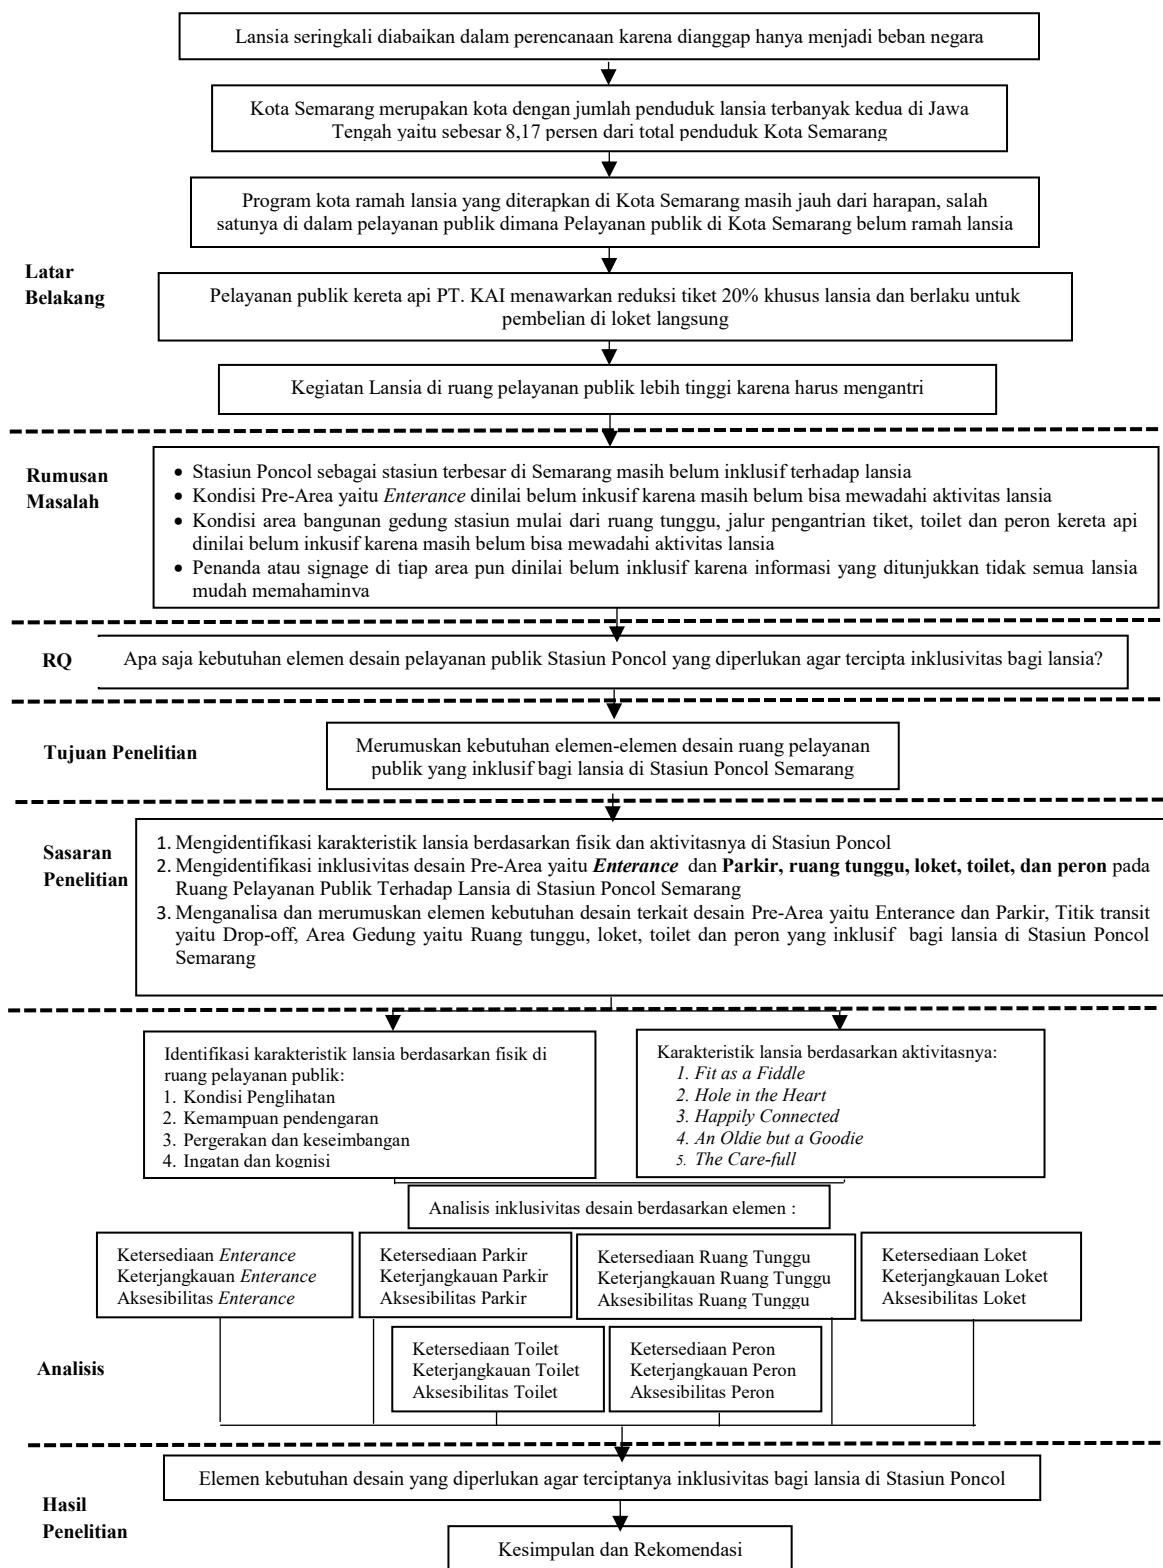 Lansia seringkali diabaikan dalam perencanaan karena dianggap hanya menjadi beban negara
Kota Semarang merupakan kota dengan jumlah penduduk lansia terbanyak kedua di Jawa
Tengah yaitu sebesar 8,17 persen dari total penduduk Kota Semarang
Program kota ramah lansia yang diterapkan di Kota Semarang masih jauh dari harapan, salah
satunya di dalam pelayanan publik dimana Pelayanan publik di Kota Semarang belum ramah lansia
Latar
Belakang
Pelayanan publik kereta api PT. KAI menawarkan reduksi tiket 20% khusus lansia dan berlaku untuk
pembelian di loket langsung
Kegiatan Lansia di ruang pelayanan publik lebih tinggi karena harus mengantri
Rumusan
Masalah
• Stasiun Poncol sebagai stasiun terbesar di Semarang masih belum inklusif terhadap lansia
• Kondisi Pre-Area yaitu Enterance dinilai belum inkusif karena masih belum bisa mewadahi aktivitas lansia
• Kondisi area bangunan gedung stasiun mulai dari ruang tunggu, jalur pengantrian tiket, toilet dan peron kereta api
dinilai belum inkusif karena masih belum bisa mewadahi aktivitas lansia
• Penanda atau signage di tiap area pun dinilai belum inklusif karena informasi yang ditunjukkan tidak semua lansia
mudah memahaminya
RQ
Apa saja kebutuhan elemen desain pelayanan publik Stasiun Poncol yang diperlukan agar tercipta inklusivitas bagi lansia?
Tujuan Penelitian
Merumuskan kebutuhan elemen-elemen desain ruang pelayanan
publik yang inklusif bagi lansia di Stasiun Poncol Semarang
Sasaran
Penelitian
1. Mengidentifikasi karakteristik lansia berdasarkan fisik dan aktivitasnya di Stasiun Poncol
2. Mengidentifikasi inklusivitas desain Pre-Area yaitu Enterance dan Parkir, ruang tunggu, loket, toilet, dan peron pada
Ruang Pelayanan Publik Terhadap Lansia di Stasiun Poncol Semarang
3. Menganalisa dan merumuskan elemen kebutuhan desain terkait desain Pre-Area yaitu Enterance dan Parkir, Titik transit
yaitu Drop-off, Area Gedung yaitu Ruang tunggu, loket, toilet dan peron yang inklusif bagi lansia di Stasiun Poncol
Semarang
Identifikasi karakteristik lansia berdasarkan fisik di
ruang pelayanan publik:
1. Kondisi Penglihatan
2. Kemampuan pendengaran
3. Pergerakan dan keseimbangan
4. Ingatan dan kognisi
Karakteristik lansia berdasarkan aktivitasnya:
1. Fit as a Fiddle
2. Hole in the Heart
3. Happily Connected
4. An Oldie but a Goodie
5. The Care-full
Analisis inklusivitas desain berdasarkan elemen :
Ketersediaan Enterance
Keterjangkauan Enterance
Aksesibilitas Enterance
Ketersediaan Parkir
Keterjangkauan Parkir
Aksesibilitas Parkir
Ketersediaan Ruang Tunggu
Keterjangkauan Ruang Tunggu
Aksesibilitas Ruang Tunggu
Ketersediaan Loket
Keterjangkauan Loket
Aksesibilitas Loket
Analisis
Ketersediaan Toilet
Keterjangkauan Toilet
Aksesibilitas Toilet
Ketersediaan Peron
Keterjangkauan Peron
Aksesibilitas Peron
Hasil
Penelitian
Elemen kebutuhan desain yang diperlukan agar terciptanya inklusivitas bagi lansia di Stasiun Poncol
Kesimpulan dan Rekomendasi